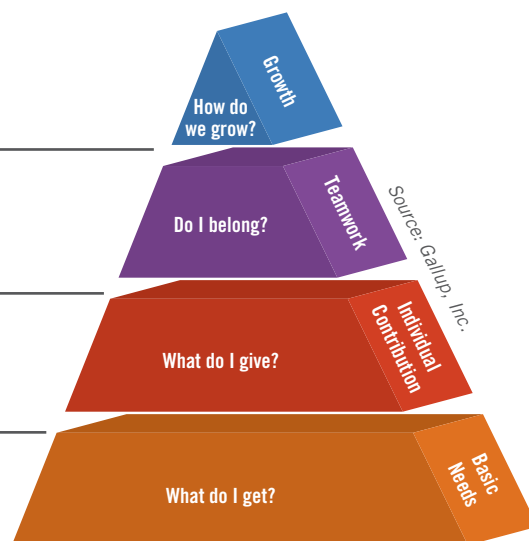 Growth
How do
we grow?
Teamwork
Do I belong?
Source: Gallup, Inc.
Individual
Contribution
What do I give?
Basic
Needs
What do I get?